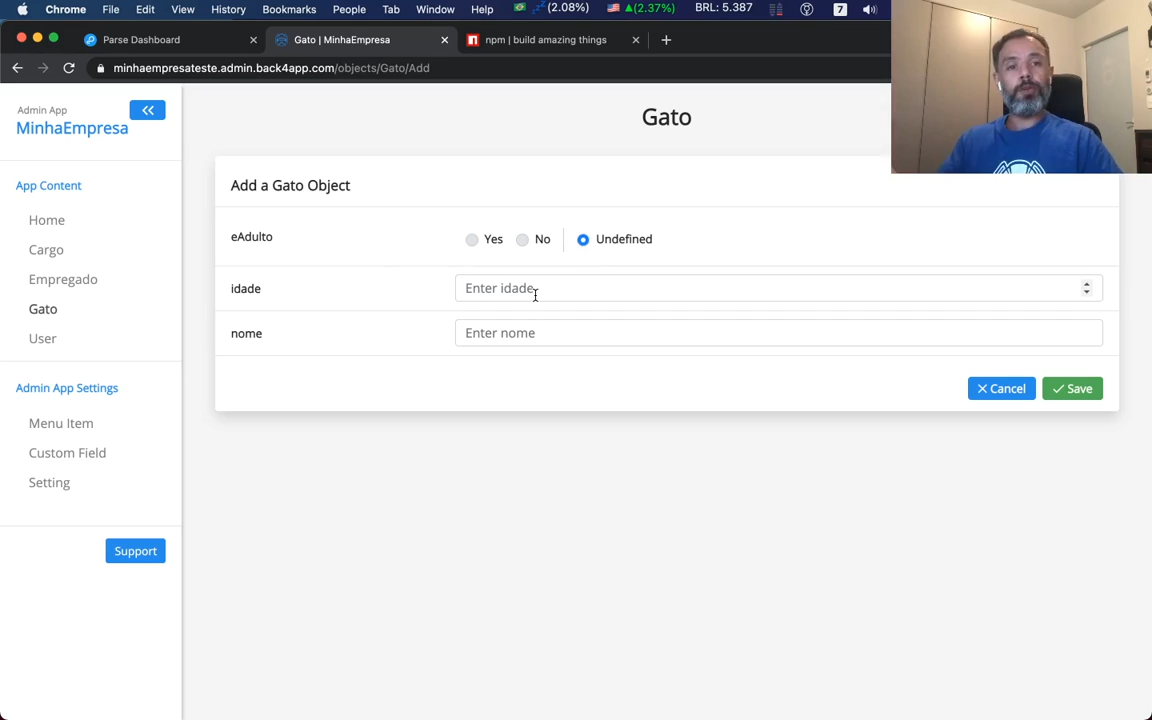 Chrome File Edit View History Bookmarks People Tab Window Help (2.08%) (2.37%) BRL: 5.387 7
Parse Dashboard
Gato | MinhaEmpresa
npm | build amazing things
minhaempresateste.admin.back4app.com/objects/Gato/Add
Admin App
MinhaEmpresa
App Content
Home
Cargo
Empregado
Gato
User
Admin App Settings
Menu Item
Custom Field
Setting
Support
Gato
Add a Gato Object
eAdulto Yes No Undefined
idade Enter idade
nome Enter nome
Cancel Save